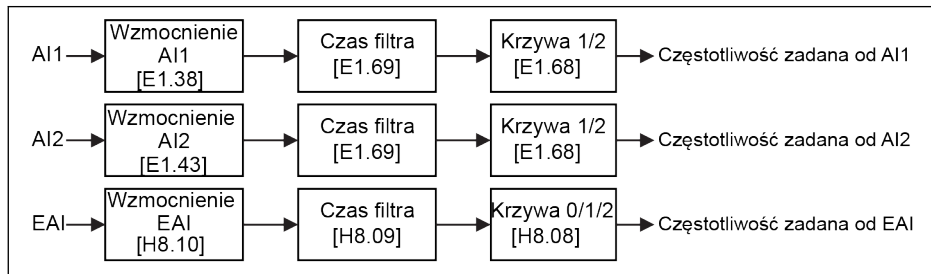 AI1
Wzmocnienie
AI1
[E1.38]
Czas filtra
[E1.69]
Krzywa 1/2
[E1.68]
Częstotliwość zadana od AI1
AI2
Wzmocnienie
AI2
[E1.43]
Czas filtra
[E1.69]
Krzywa 1/2
[E1.68]
Częstotliwość zadana od AI2
EAI
Wzmocnienie
EAI
[H8.10]
Czas filtra
[H8.09]
Krzywa 0/1/2
[H8.08]
Częstotliwość zadana od EAI